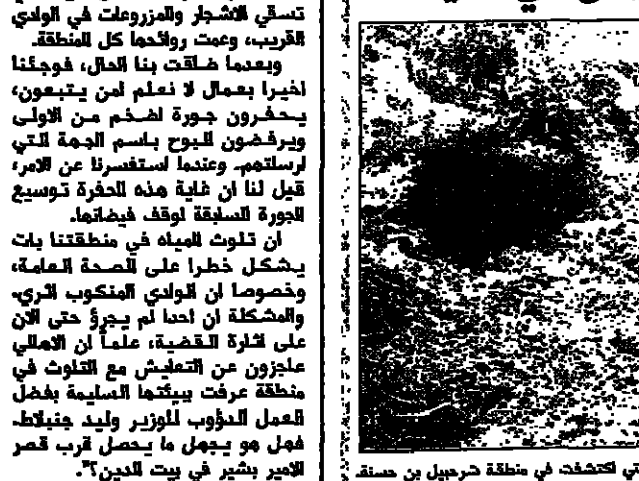 تسقي الاشجار والمزروعات في الوادي
القريب، وعمت روائحها كل المنطقة.
وبعدما ضاقت بنا الحال، فوجئنا
اخيرا بعمال لا نعلم لمن يتبعون،
يحفرون جورة اضخم من الاولى
ويرفضون البوح باسم الجهة التي
ارسلتهم. وعندما استفسرنا عن الامر،
قيل لنا ان غاية هذه الحفرة توسيع
الجورة السابقة لوقف فيضانها.
ان تلوث المياه في منطقتنا بات
يشكل خطرا على الصحة العامة،
وخصوصا ان الوادي المنكوب اثري.
والمشكلة ان احدا لم يجرؤ حتى الان
على اثارة القضية، علماً ان الاهالي
عاجزون عن التعايش مع التلوث في
منطقة عرفت ببيئتها السليمة بفضل
العمل الدؤوب للوزير وليد جنبلاط.
فهل هو يجهل ما يحصل قرب قصر
الامير بشير في بيت الدين؟".
تي اكتشفت في منطقة شرحبيل بن حسنة.